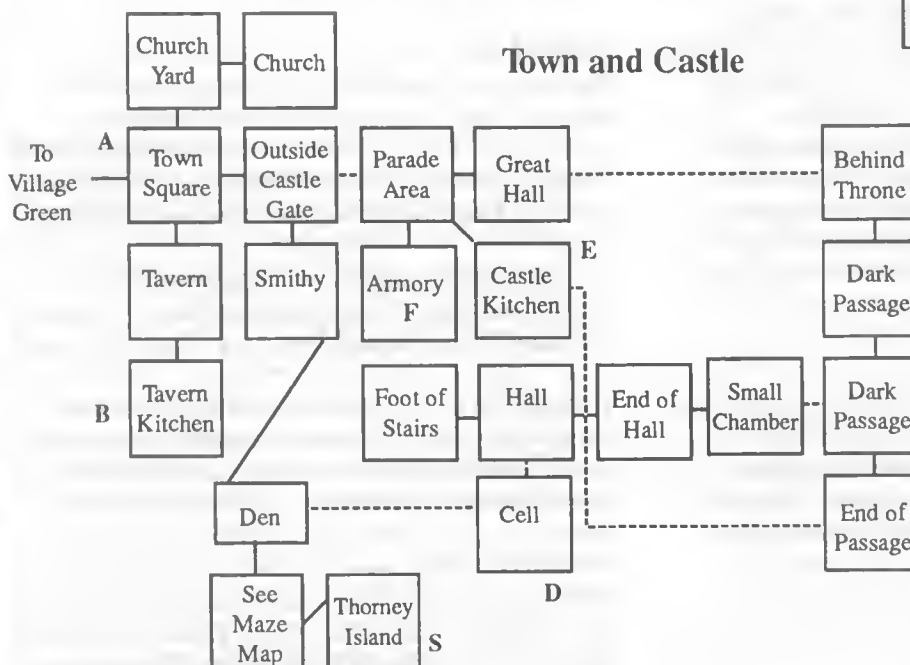 Town and Castle
Church
Yard
Church
A
To
Village
Green
Town
Square
Outside
Castle
Gate
Parade
Area
Great
Hall
Behind
Throne
Tavern
Smithy
Armory
F
Castle
Kitchen
E
Dark
Passage
B
Tavern
Kitchen
Foot of
Stairs
Hall
End of
Hall
Small
Chamber
Dark
Passage
Den
Cell
D
End of
Passage
See
Maze
Map
Thorney
Island
S